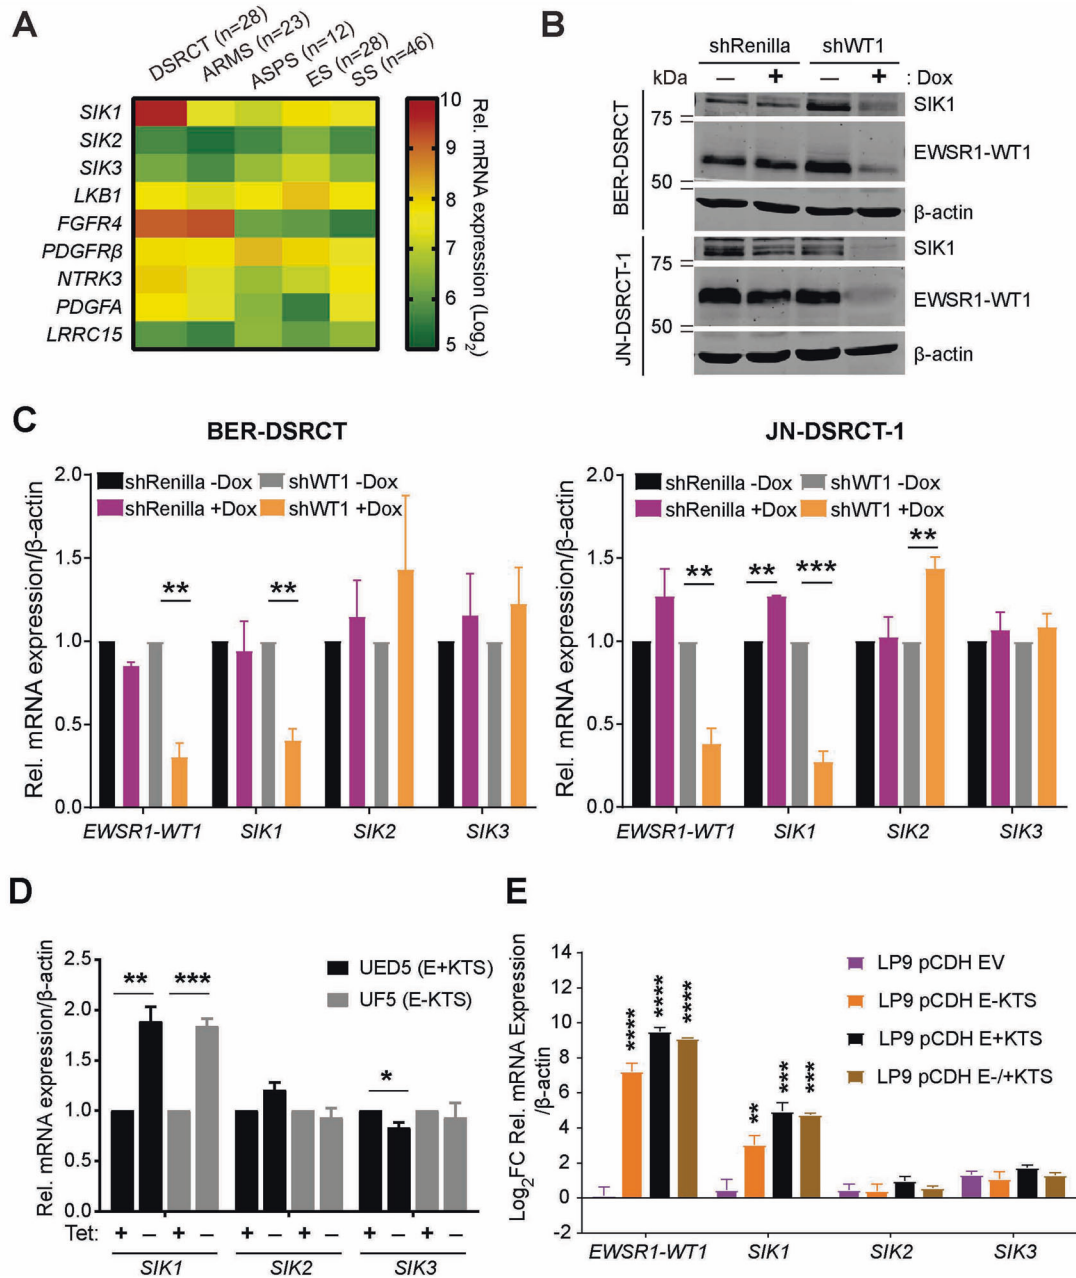 A
DSRCT (n=28)
ARMS (n=23)
ASPS (n=12)
ES (n=28)
SS (n=46)
SIK1
SIK2
SIK3
LKB1
FGFR4
PDGFRβ
NTRK3
PDGFA
LRRC15
10
9
8
7
6
5
Rel. mRNA expression (Log2)
B
shRenilla shWT1
kDa — + — + : Dox
BER-DSRCT
75
50
SIK1
EWSR1-WT1
β-actin
JN-DSRCT-1
75
50
SIK1
EWSR1-WT1
β-actin
C
BER-DSRCT
Rel. mRNA expression/β-actin
2.0
1.5
1.0
0.5
0.0
shRenilla -Dox shWT1 -Dox
shRenilla +Dox shWT1 +Dox
** **
EWSR1-WT1 SIK1 SIK2 SIK3
JN-DSRCT-1
Rel. mRNA expression/β-actin
2.0
1.5
1.0
0.5
0.0
shRenilla -Dox shWT1 -Dox
shRenilla +Dox shWT1 +Dox
** ** *** **
EWSR1-WT1 SIK1 SIK2 SIK3
D
Rel. mRNA expression/β-actin
2.5
2.0
1.5
1.0
0.5
0.0
** *** *
UED5 (E+KTS)
UF5 (E-KTS)
Tet: + — + — + — + — + — + —
SIK1 SIK2 SIK3
E
Log2FC Rel. mRNA Expression
/β-actin
14
12
10
8
6
4
2
0
-2
**** **** **** ** *** ***
LP9 pCDH EV
LP9 pCDH E-KTS
LP9 pCDH E+KTS
LP9 pCDH E-/+KTS
EWSR1-WT1 SIK1 SIK2 SIK3